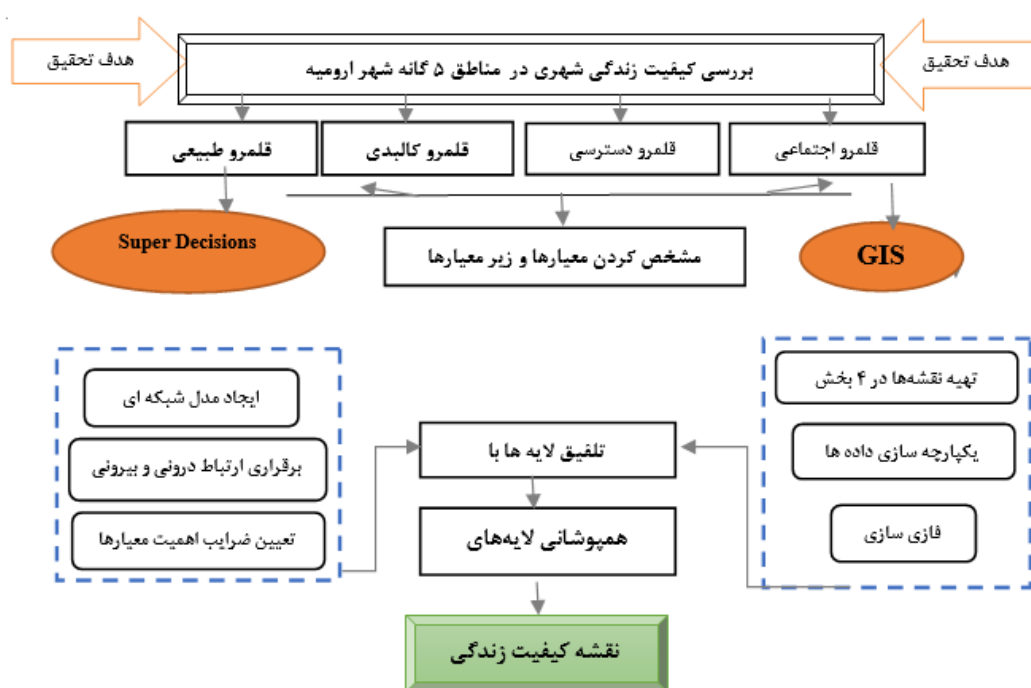 هدف تحقیق
بررسی کیفیت زندگی شهری در مناطق ۵ گانه شهر ارومیه
هدف تحقیق
قلمرو اجتماعی
قلمرو دسترسی
قلمرو کالبدی
قلمرو طبیعی
GIS
مشخص کردن معیارها و زیر معیارها
Super Decisions
تهیه نقشه‌ها در ۴ بخش
یکپارچه سازی داده ها
فازی سازی
ایجاد مدل شبکه ای
برقراری ارتباط درونی و بیرونی
تعیین ضرایب اهمیت معیارها
تلفیق لایه ها با
همپوشانی لایه‌های
نقشه کیفیت زندگی